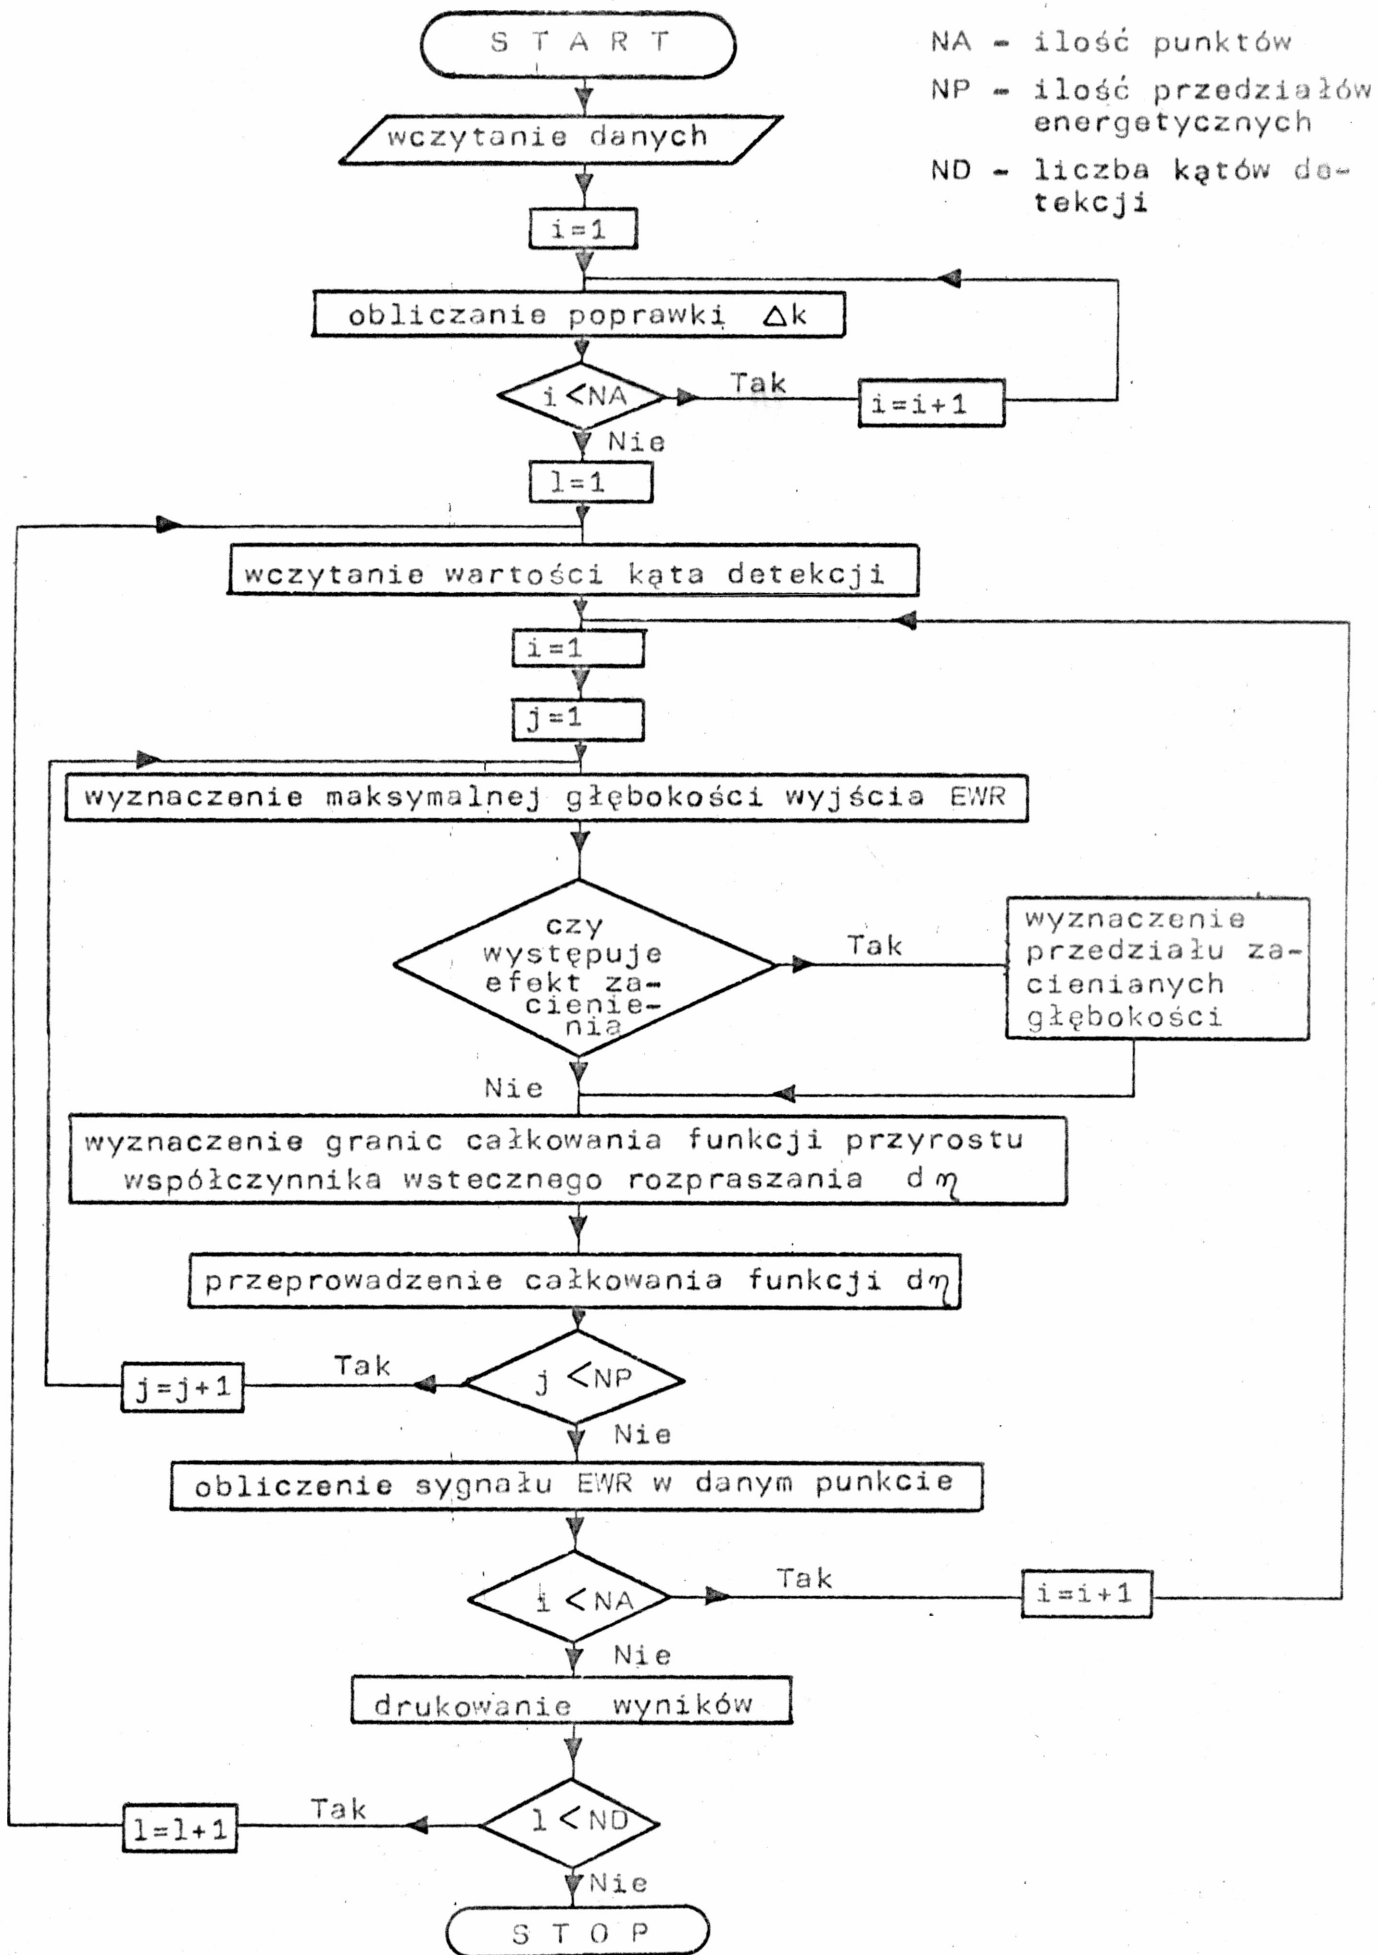 START
NA - ilość punktów
NP - ilość przedziałów
energetycznych
ND - liczba kątów de-
tekcji
wczytanie danych
i=1
obliczanie poprawki Δk
i<NA
Tak
i=i+1
Nie
l=1
wczytanie wartości kąta detekcji
i=1
j=1
wyznaczenie maksymalnej głębokości wyjścia EWR
czy
występuje
efekt za-
cienie-
nia
Tak
wyznaczenie
przedziału za-
cienianych
głębokości
Nie
wyznaczenie granic całkowania funkcji przyrostu
współczynnika wstecznego rozpraszania dη
przeprowadzenie całkowania funkcji dη
j <NP
Tak
j=j+1
Nie
obliczenie sygnału EWR w danym punkcie
i <NA
Tak
i=i+1
Nie
drukowanie wyników
l <ND
Tak
l=l+1
Nie
STOP